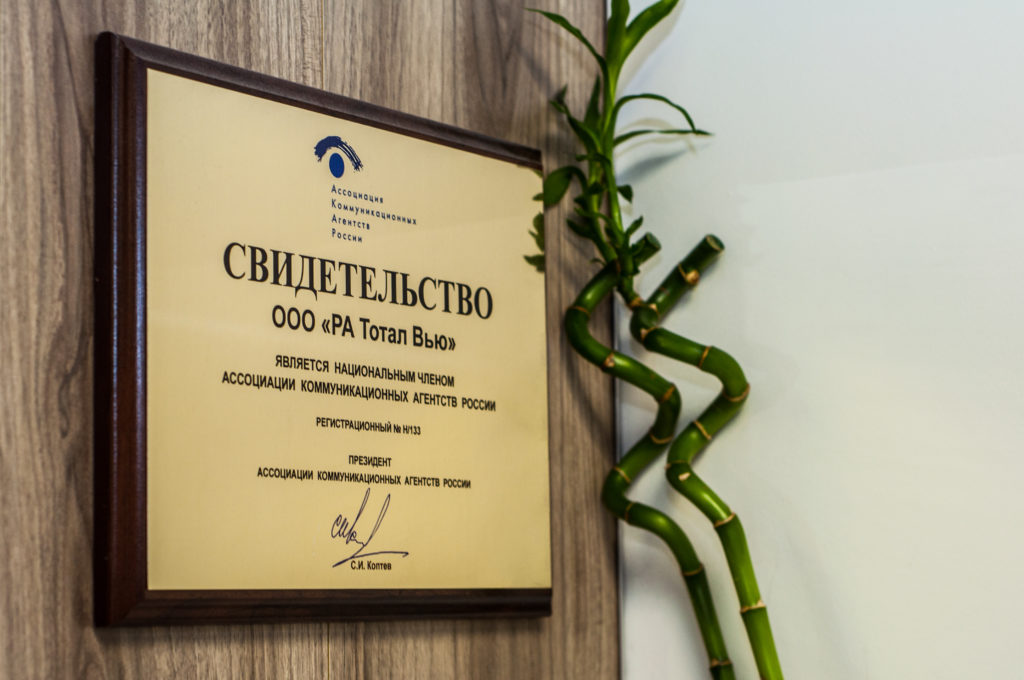 Ассоциация
Коммуникационных
Агентств
России
СВИДЕТЕЛЬСТВО
ООО «РА Тотал Вью»
ЯВЛЯЕТСЯ НАЦИОНАЛЬНЫМ ЧЛЕНОМ
АССОЦИАЦИИ КОММУНИКАЦИОННЫХ АГЕНТСТВ РОССИИ
РЕГИСТРАЦИОННЫЙ № Н/133
ПРЕЗИДЕНТ
АССОЦИАЦИИ КОММУНИКАЦИОННЫХ АГЕНТСТВ РОССИИ
С.И. Коптев